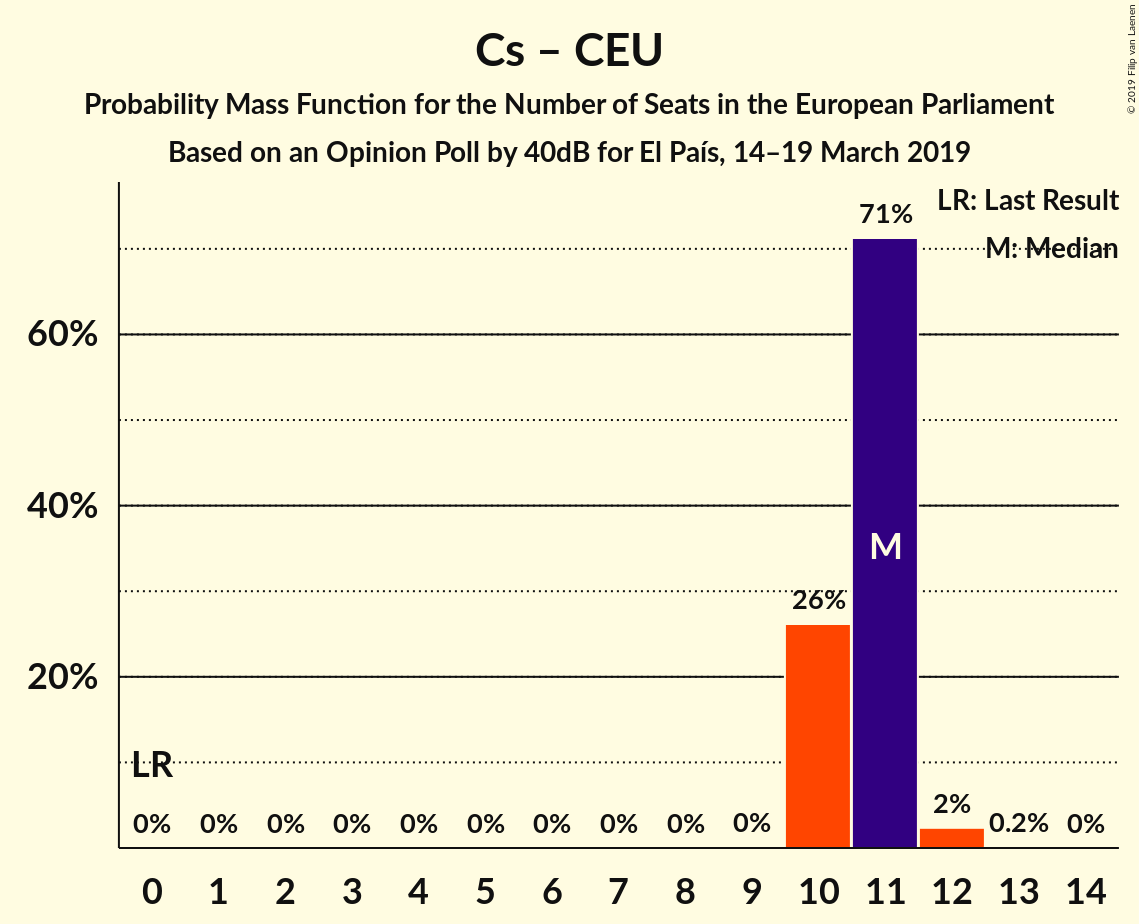 Cs – CEU
Probability Mass Function for the Number of Seats in the European Parliament
Based on an Opinion Poll by 40dB for El País, 14–19 March 2019
© 2019 Filip van Laenen
LR: Last Result
M: Median
71%
60%
40%
M
26%
20%
LR
0% 0% 0% 0% 0% 0% 0% 0% 0% 0% 2% 0.2% 0%
0 1 2 3 4 5 6 7 8 9 10 11 12 13 14